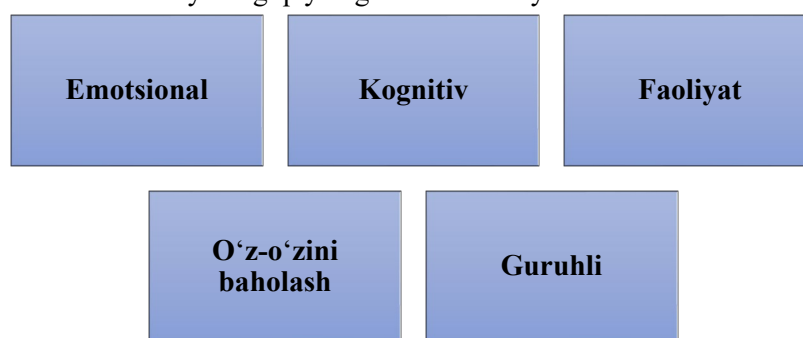 Emotsional
Kognitiv
Faoliyat
O‘z-o‘zini
baholash
Guruhli